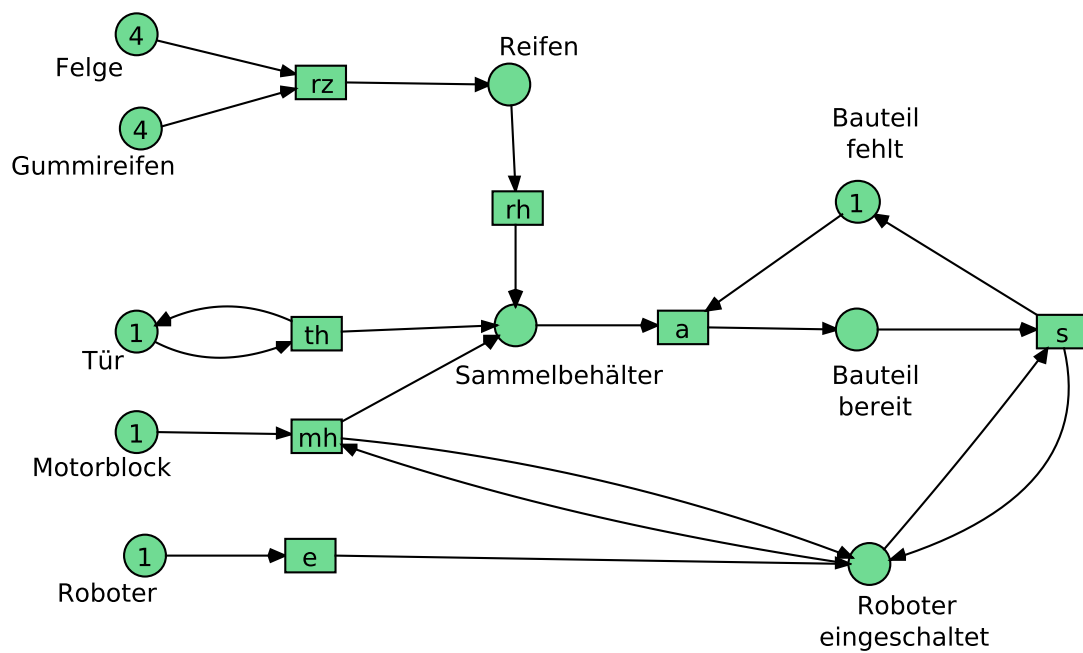 4
Felge
rz
Reifen
4
Gummireifen
Bauteil
fehlt
1
rh
1
Tür
th
Sammelbehälter
a
Bauteil
bereit
s
1
Motorblock
mh
1
Roboter
e
Roboter
eingeschaltet